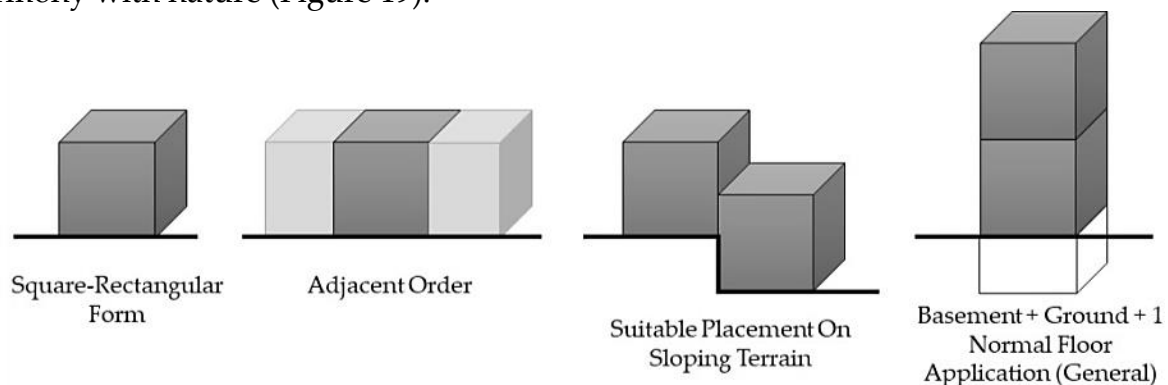 with nature (Figure 19).
Square-Rectangular
Form
Adjacent Order
Suitable Placement On
Sloping Terrain
Basement + Ground + 1
Normal Floor
Application (General)